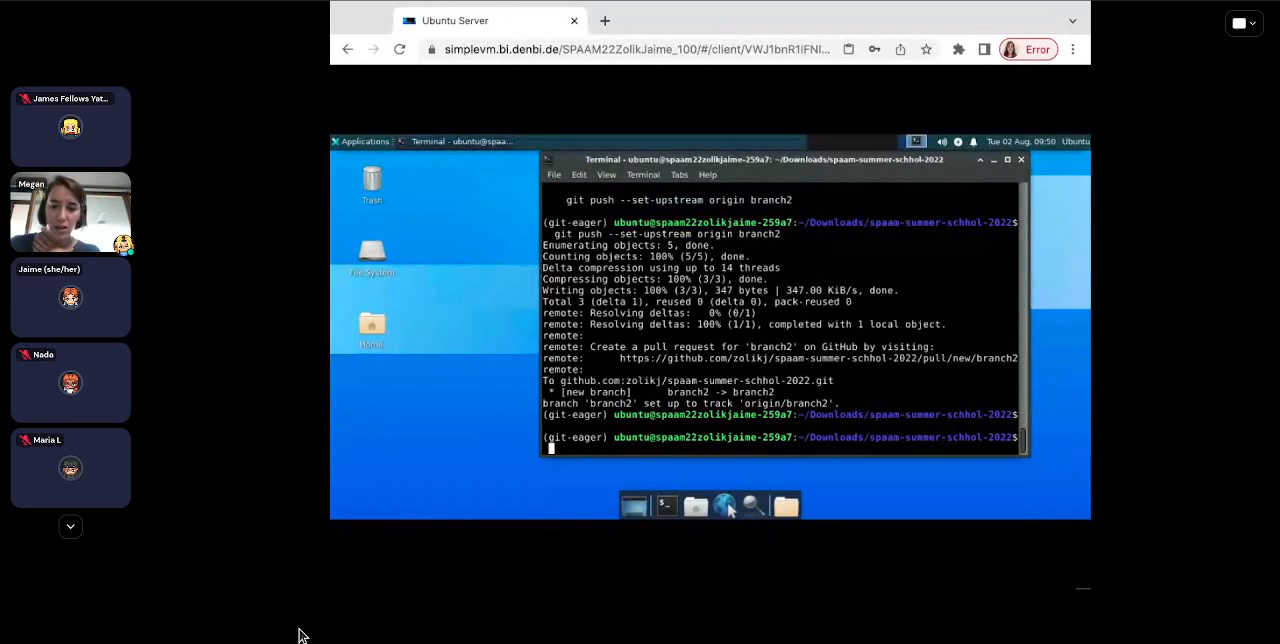 Ubuntu Server
simplevm.bi.denbi.de/SPAAM22ZolikJaime_100/#/client/VWJ1bnR1IFNl...
Error
James Fellows Yat...
Megan
Jaime (she/her)
Nada
Maria L
Applications
Terminal - ubuntu@spaa...
Tue 02 Aug, 09:50
Ubuntu
Trash
File System
Home
Terminal - ubuntu@spaam22zolikjaime-259a7: ~/Downloads/spaam-summer-schhol-2022
File Edit View Terminal Tabs Help
git push --set-upstream origin branch2
(git-eager) ubuntu@spaam22zolikjaime-259a7:~/Downloads/spaam-summer-schhol-2022$
git push --set-upstream origin branch2
Enumerating objects: 5, done.
Counting objects: 100% (5/5), done.
Delta compression using up to 14 threads
Compressing objects: 100% (3/3), done.
Writing objects: 100% (3/3), 347 bytes | 347.00 KiB/s, done.
Total 3 (delta 1), reused 0 (delta 0), pack-reused 0
remote: Resolving deltas:   0% (0/1)
remote: Resolving deltas: 100% (1/1), completed with 1 local object.
remote:
remote: Create a pull request for 'branch2' on GitHub by visiting:
remote:      https://github.com/zolikj/spaam-summer-schhol-2022/pull/new/branch2
remote:
To github.com:zolikj/spaam-summer-schhol-2022.git
 * [new branch]      branch2 -> branch2
branch 'branch2' set up to track 'origin/branch2'.
(git-eager) ubuntu@spaam22zolikjaime-259a7:~/Downloads/spaam-summer-schhol-2022$
(git-eager) ubuntu@spaam22zolikjaime-259a7:~/Downloads/spaam-summer-schhol-2022$